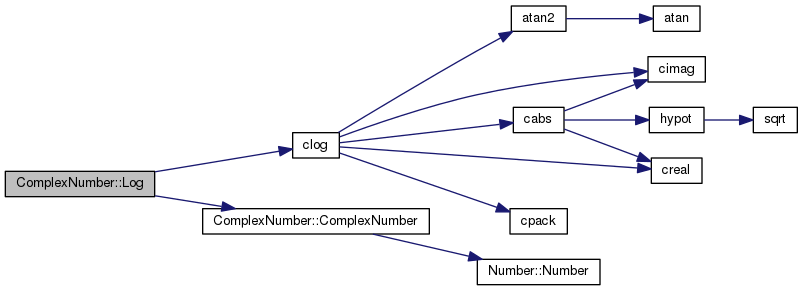 atan2
atan
cimag
cabs
hypot
sqrt
clog
creal
ComplexNumber::Log
ComplexNumber::ComplexNumber
cpack
Number::Number